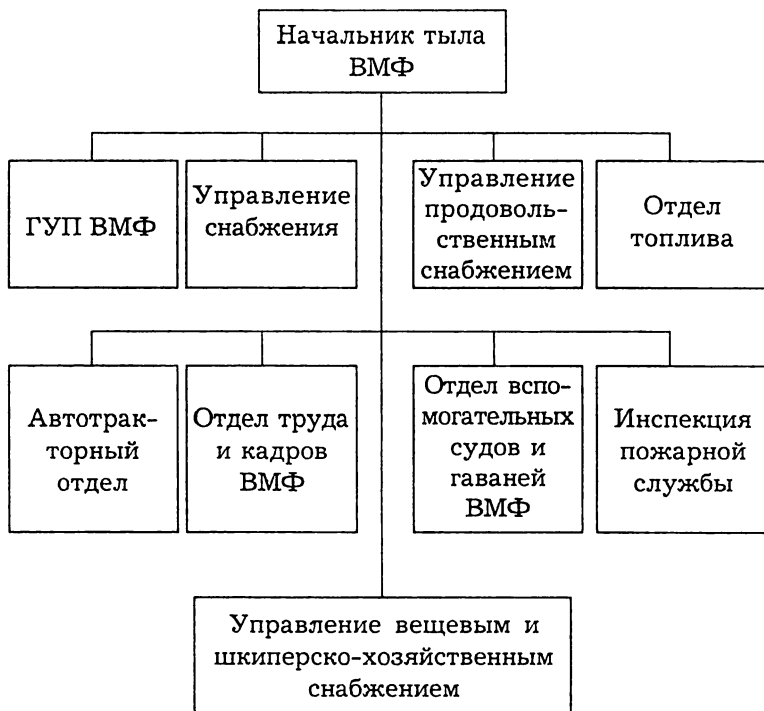 Начальник тыла
ВМФ
ГУП ВМФ
Управление
снабжения
Управление
продоволь-
ственным
снабжением
Отдел
топлива
Автотрак-
торный
отдел
Отдел труда
и кадров
ВМФ
Отдел вспо-
могательных
судов и
гаваней
ВМФ
Инспекция
пожарной
службы
Управление вещевым и
шкиперско-хозяйственным
снабжением